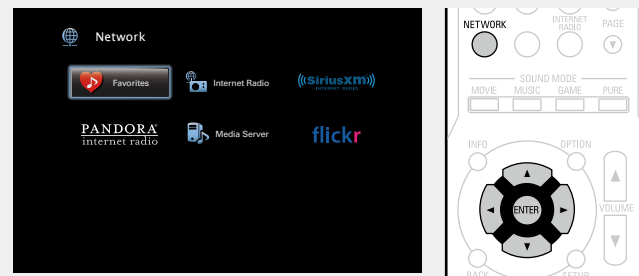 Network
Favorites
Internet Radio
((SiriusXM))
INTERNET RADIO
PANDORA®
internet radio
Media Server
flickr
NETWORK
INTERNET
RADIO
PAGE
SOUND MODE
MOVIE MUSIC GAME PURE
INFO
OPTION
ENTER
VOLUME
BACK
SETUP